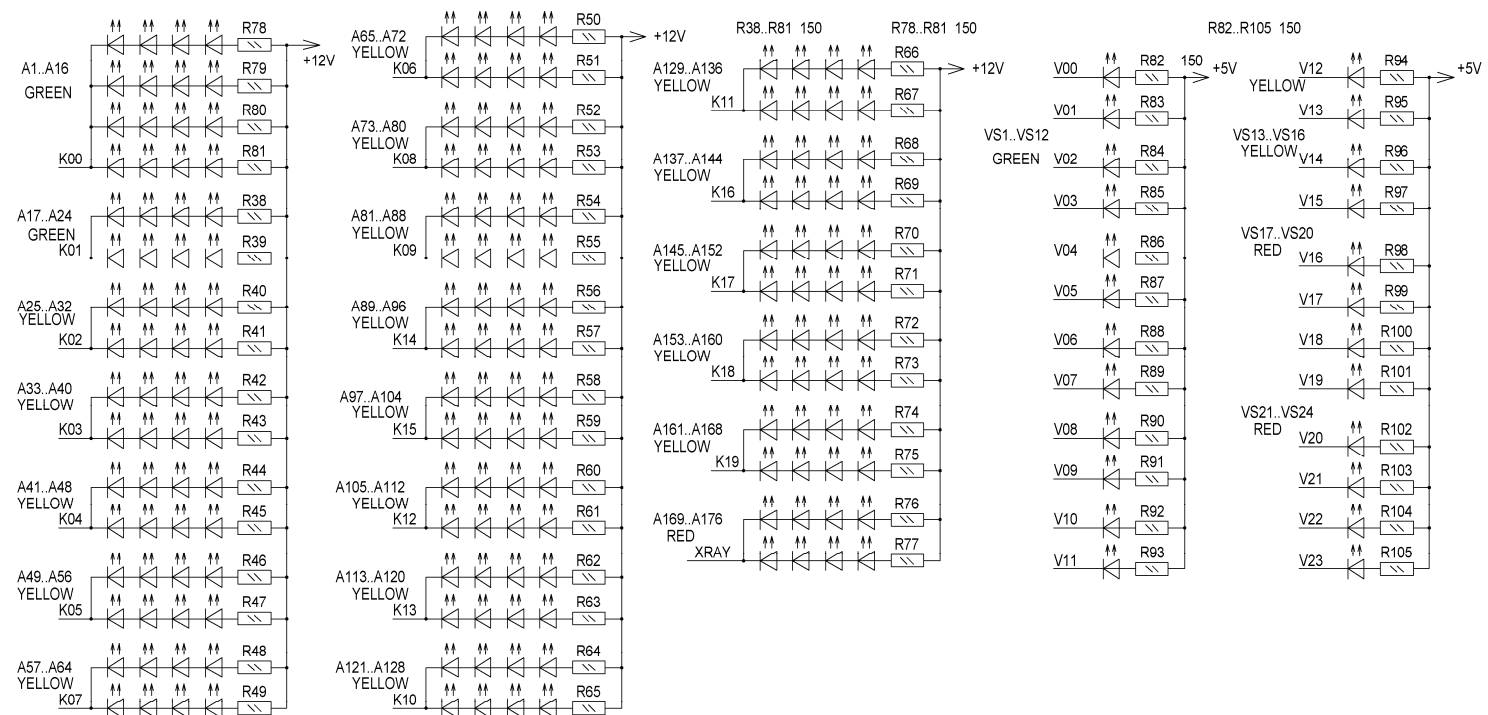 R78
+12V
A1..A16
GREEN
R79
R80
R81
K00
R38
A17..A24
GREEN
K01
R39
R40
A25..A32
YELLOW
K02
R41
R42
A33..A40
YELLOW
K03
R43
R44
A41..A48
YELLOW
K04
R45
R46
A49..A56
YELLOW
K05
R47
R48
A57..A64
YELLOW
K07
R49
R50
A65..A72
YELLOW
+12V
K06
R51
R52
A73..A80
YELLOW
K08
R53
R54
A81..A88
YELLOW
K09
R55
R56
A89..A96
YELLOW
K14
R57
R58
A97..A104
YELLOW
K15
R59
R60
A105..A112
YELLOW
K12
R61
R62
A113..A120
YELLOW
K13
R63
R64
A121..A128
YELLOW
K10
R65
R38..R81 150
R78..R81 150
R66
A129..A136
YELLOW
+12V
K11
R67
R68
A137..A144
YELLOW
K16
R69
R70
A145..A152
YELLOW
K17
R71
R72
A153..A160
YELLOW
K18
R73
R74
A161..A168
YELLOW
K19
R75
R76
A169..A176
RED
XRAY
R77
R82..R105 150
V00
R82
150
+5V
V01
R83
VS1..VS12
GREEN
V02
R84
V03
R85
V04
R86
V05
R87
V06
R88
V07
R89
V08
R90
V09
R91
V10
R92
V11
R93
V12
YELLOW
R94
+5V
V13
R95
VS13..VS16
YELLOW
V14
R96
V15
R97
VS17..VS20
RED
V16
R98
V17
R99
V18
R100
V19
R101
VS21..VS24
RED
V20
R102
V21
R103
V22
R104
V23
R105